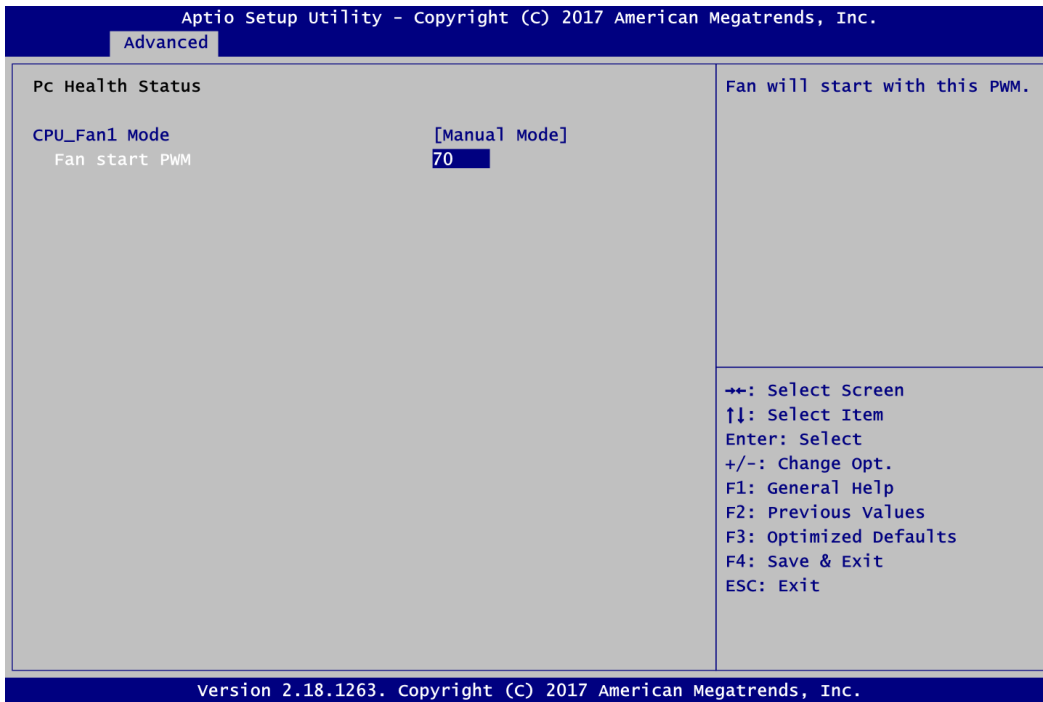 Aptio Setup Utility - Copyright (C) 2017 American Megatrends, Inc.
Advanced
Pc Health Status
CPU_Fan1 Mode [Manual Mode]
Fan start PWM 70
Fan will start with this PWM.
→←: Select Screen
↑↓: Select Item
Enter: Select
+/-: Change Opt.
F1: General Help
F2: Previous Values
F3: Optimized Defaults
F4: Save & Exit
ESC: Exit
Version 2.18.1263. Copyright (C) 2017 American Megatrends, Inc.